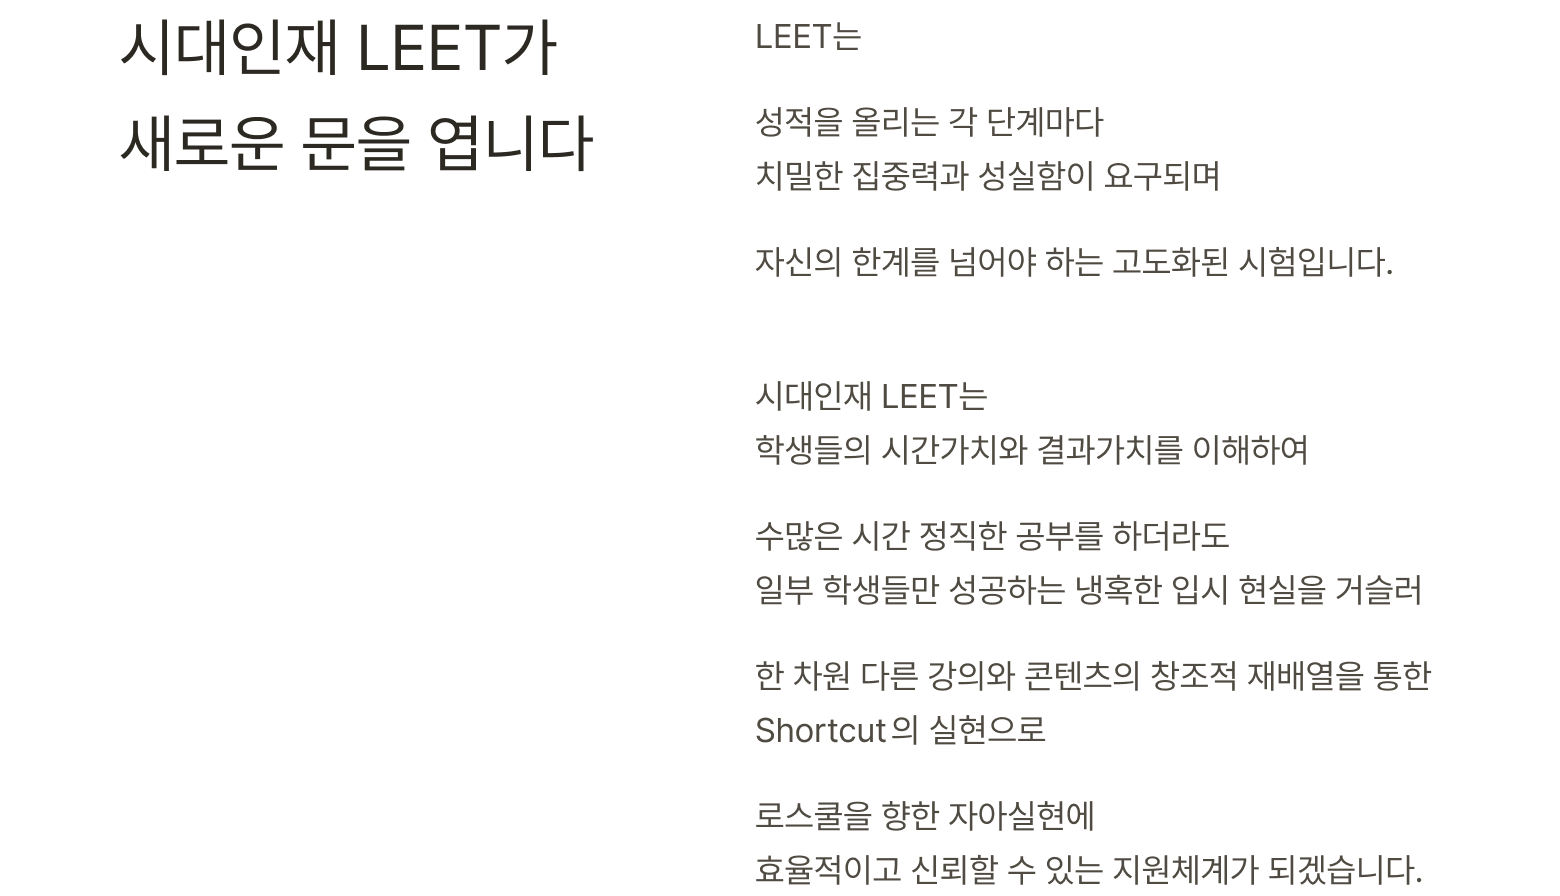 시대인재 LEET가
새로운 문을 엽니다
LEET는
성적을 올리는 각 단계마다
치밀한 집중력과 성실함이 요구되며
자신의 한계를 넘어야 하는 고도화된 시험입니다.
시대인재 LEET는
학생들의 시간가치와 결과가치를 이해하여
수많은 시간 정직한 공부를 하더라도
일부 학생들만 성공하는 냉혹한 입시 현실을 거슬러
한 차원 다른 강의와 콘텐츠의 창조적 재배열을 통한
Shortcut의 실현으로
로스쿨을 향한 자아실현에
효율적이고 신뢰할 수 있는 지원체계가 되겠습니다.